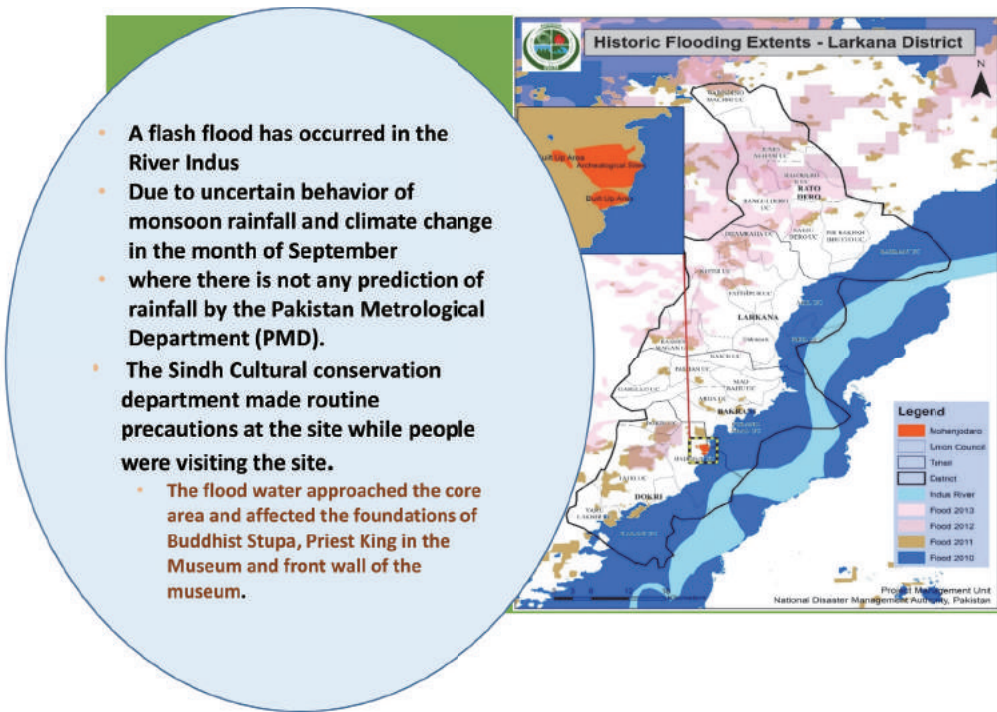 A flash flood has occurred in the
River Indus
Due to uncertain behavior of
monsoon rainfall and climate change
in the month of September
where there is not any prediction of
rainfall by the Pakistan Metrological
Department (PMD).
The Sindh Cultural conservation
department made routine
precautions at the site while people
were visiting the site.
The flood water approached the core
area and affected the foundations of
Buddhist Stupa, Priest King in the
Museum and front wall of the
museum.
Historic Flooding Extents - Larkana District
N
Up Area
Archeological Sites
Built Up Area
RATO
DERO
LARKANA
DOKRI
Legend
Mohenjodaro
Union Council
Tehsil
District
Indus River
Flood 2013
Flood 2012
Flood 2011
Flood 2010
Project Management Unit
National Disaster Management Authority, Pakistan